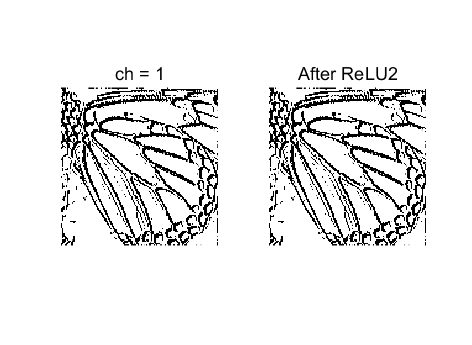 ch = 1
After ReLU2